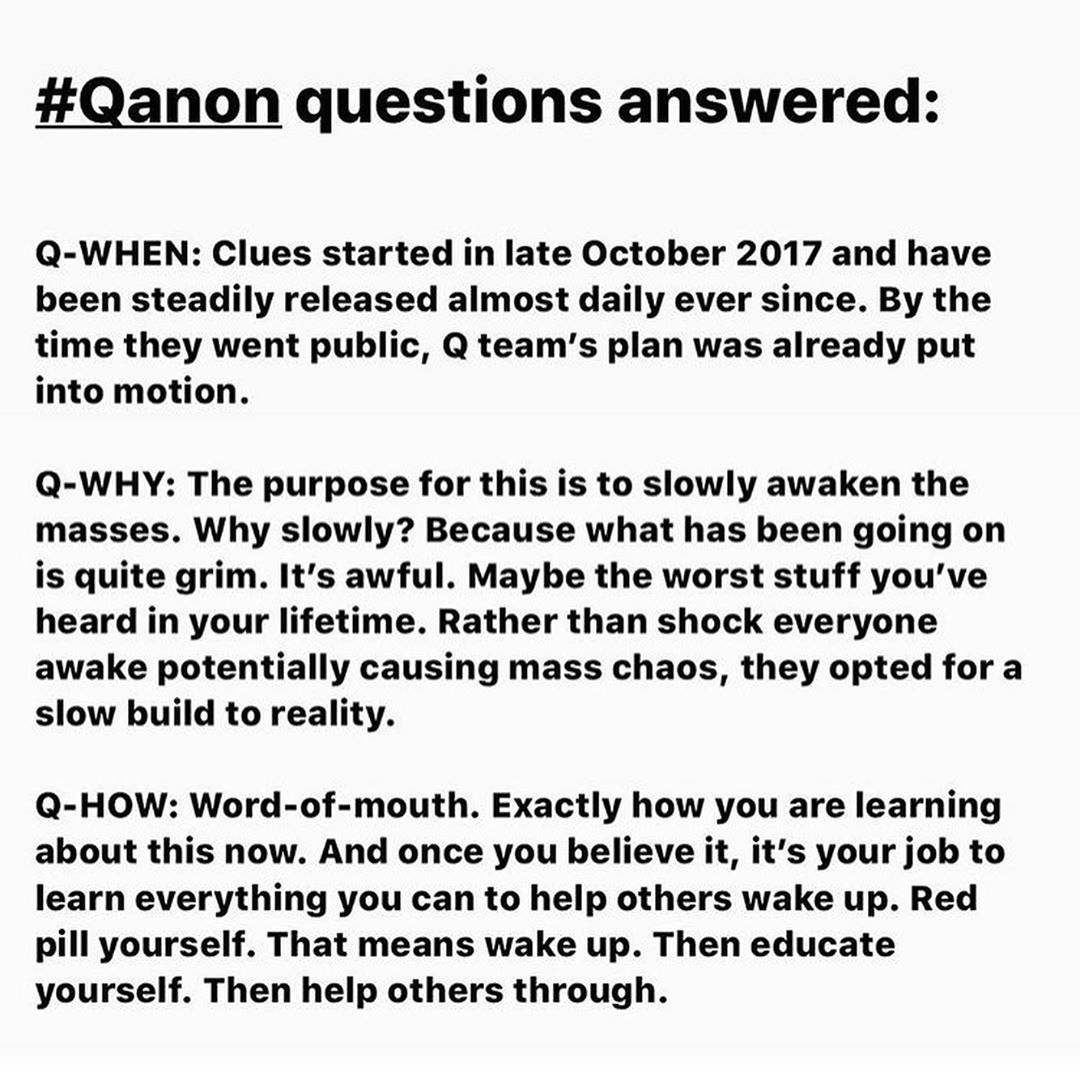 #Qanon questions answered:
Q-WHEN: Clues started in late October 2017 and have
been steadily released almost daily ever since. By the
time they went public, Q team’s plan was already put
into motion.
Q-WHY: The purpose for this is to slowly awaken the
masses. Why slowly? Because what has been going on
is quite grim. It’s awful. Maybe the worst stuff you’ve
heard in your lifetime. Rather than shock everyone
awake potentially causing mass chaos, they opted for a
slow build to reality.
Q-HOW: Word-of-mouth. Exactly how you are learning
about this now. And once you believe it, it’s your job to
learn everything you can to help others wake up. Red
pill yourself. That means wake up. Then educate
yourself. Then help others through.